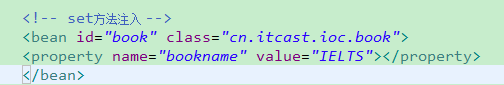 <!-- set方法注入 -->
<bean id="book" class="cn.itcast.ioc.book">
<property name="bookname" value="IELTS"></property>
</bean>